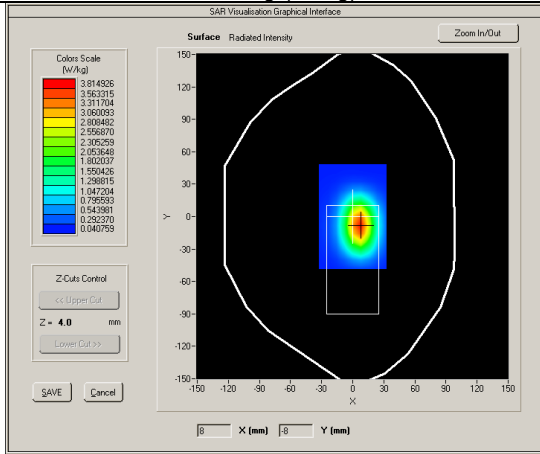 SAR Visualisation Graphical Interface
Surface Radiated Intensity
Zoom In/Out
Colors Scale
(W/kg)
3.814926
3.563315
3.311704
3.060093
2.808482
2.556870
2.305259
2.053648
1.802037
1.550426
1.298815
1.047204
0.795593
0.543981
0.292370
0.040759
Z-Cuts Control
<< Upper Cut
Z = 4.0 mm
Lower Cut >>
SAVE Cancel
150
120
90
60
30
0
-30
-60
-90
-120
-150
Y
-150 -120 -90 -60 -30 0 30 60 90 120 150
X
8 X (mm) -8 Y (mm)